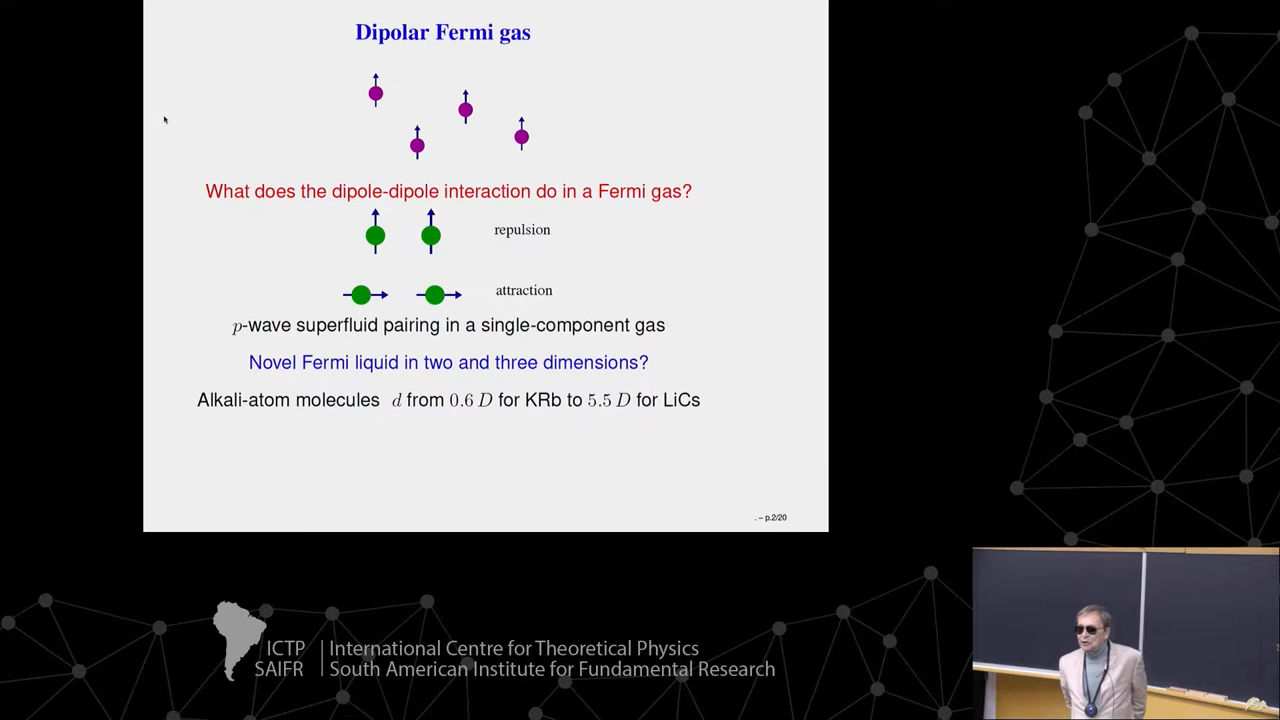 Dipolar Fermi gas
What does the dipole-dipole interaction do in a Fermi gas?
repulsion
attraction
p-wave superfluid pairing in a single-component gas
Novel Fermi liquid in two and three dimensions?
Alkali-atom molecules d from 0.6 D for KRb to 5.5 D for LiCs
. – p.2/20
ICTP
SAIFR
International Centre for Theoretical Physics
South American Institute for Fundamental Research